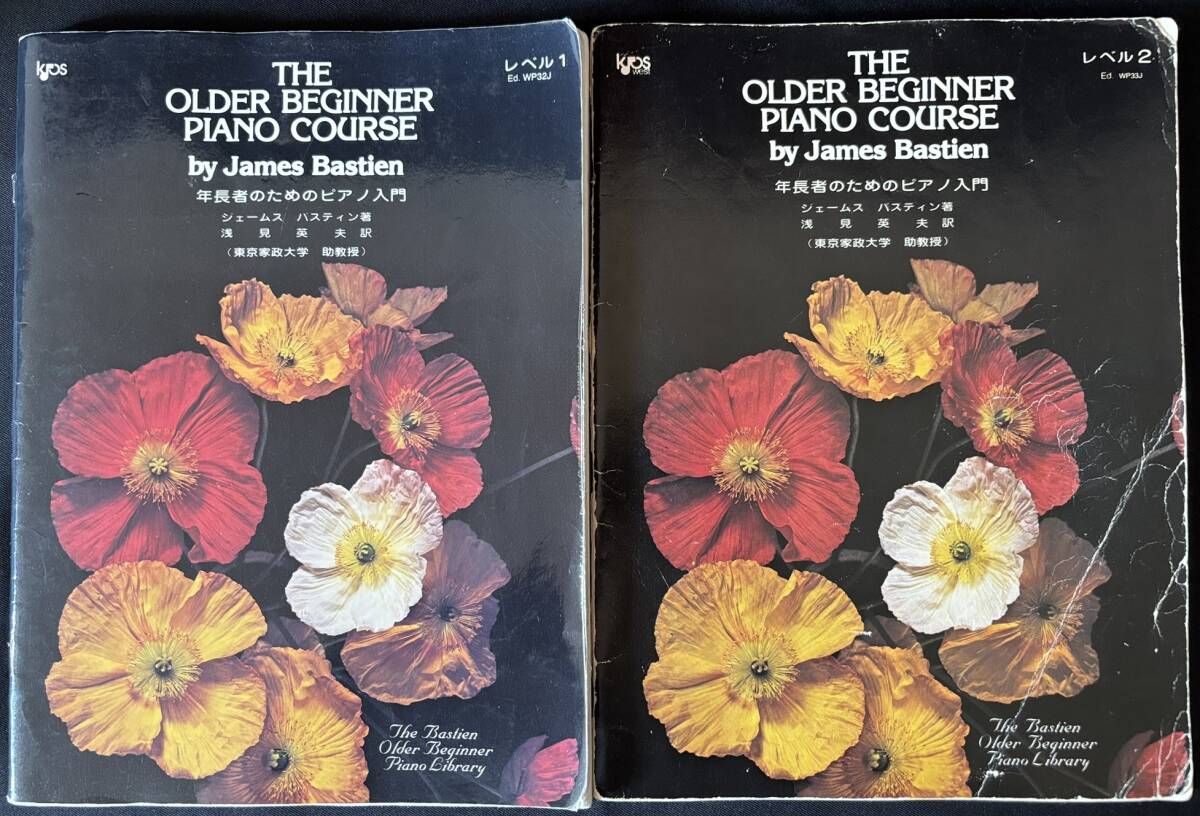 kjos
レベル1
Ed. WP32J
THE
OLDER BEGINNER
PIANO COURSE
by James Bastien
年長者のためのピアノ入門
ジェームス バスティン著
浅見英夫訳
（東京家政大学 助教授）
The Bastien
Older Beginner
Piano Library
kjos
west
レベル2
Ed. WP33J
THE
OLDER BEGINNER
PIANO COURSE
by James Bastien
年長者のためのピアノ入門
ジェームス バスティン著
浅見英夫訳
（東京家政大学 助教授）
The Bastien
Older Beginner
Piano Library